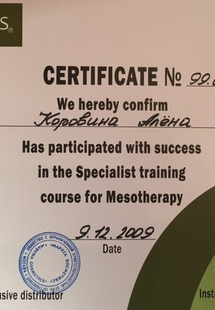 S®
CERTIFICATE № 99.
We hereby confirm
Коровина Алёна
Has participated with success
in the Specialist training
course for Mesotherapy
9.12.2009
Date
usive distributor
Inst